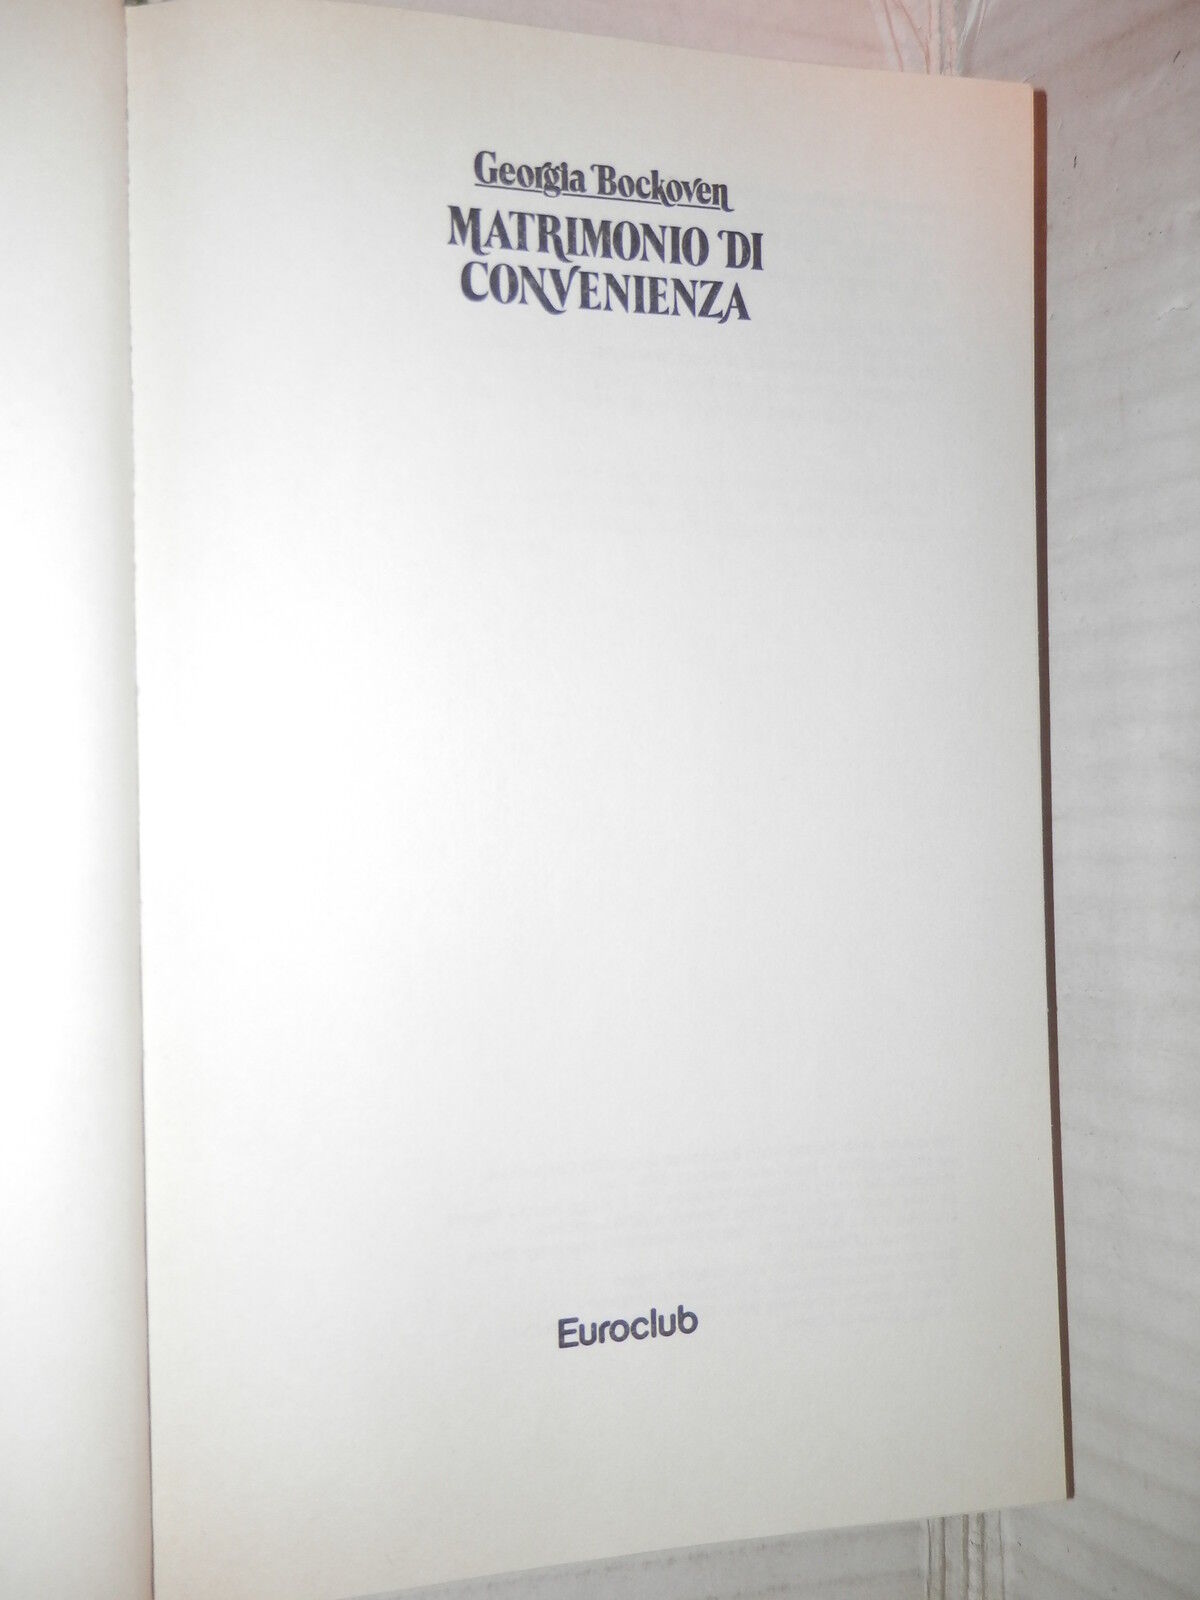 Georgia Bockoven
MATRIMONIO DI
CONVENIENZA
Euroclub